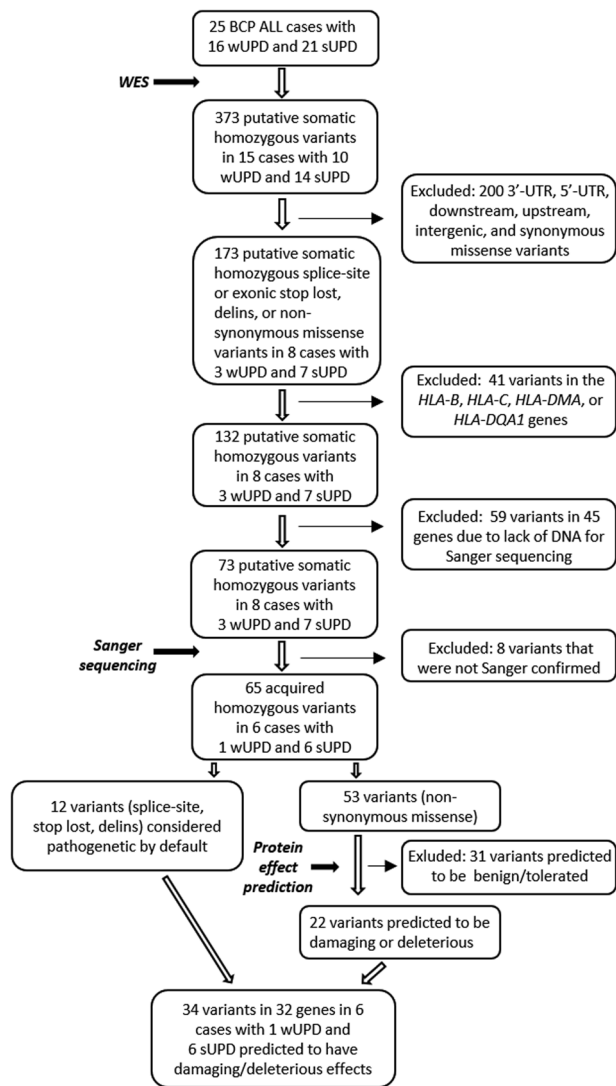 25 BCP ALL cases with
16 wUPD and 21 sUPD
WES
373 putative somatic
homozygous variants
in 15 cases with 10
wUPD and 14 sUPD
Excluded: 200 3’-UTR, 5’-UTR,
downstream, upstream,
intergenic, and synonymous
missense variants
173 putative somatic
homozygous splice-site
or exonic stop lost,
delins, or non-
synonymous missense
variants in 8 cases with
3 wUPD and 7 sUPD
Excluded: 41 variants in the
HLA-B, HLA-C, HLA-DMA, or
HLA-DQA1 genes
132 putative somatic
homozygous variants
in 8 cases with
3 wUPD and 7 sUPD
Excluded: 59 variants in 45
genes due to lack of DNA for
Sanger sequencing
73 putative somatic
homozygous variants
in 8 cases with
3 wUPD and 7 sUPD
Sanger
sequencing
Excluded: 8 variants that
were not Sanger confirmed
65 acquired
homozygous variants
in 6 cases with
1 wUPD and 6 sUPD
12 variants (splice-site,
stop lost, delins) considered
pathogenetic by default
53 variants (non-
synonymous missense)
Protein
effect
prediction
Exluded: 31 variants predicted
to be benign/tolerated
22 variants predicted to be
damaging or deleterious
34 variants in 32 genes in 6
cases with 1 wUPD and
6 sUPD predicted to have
damaging/deleterious effects